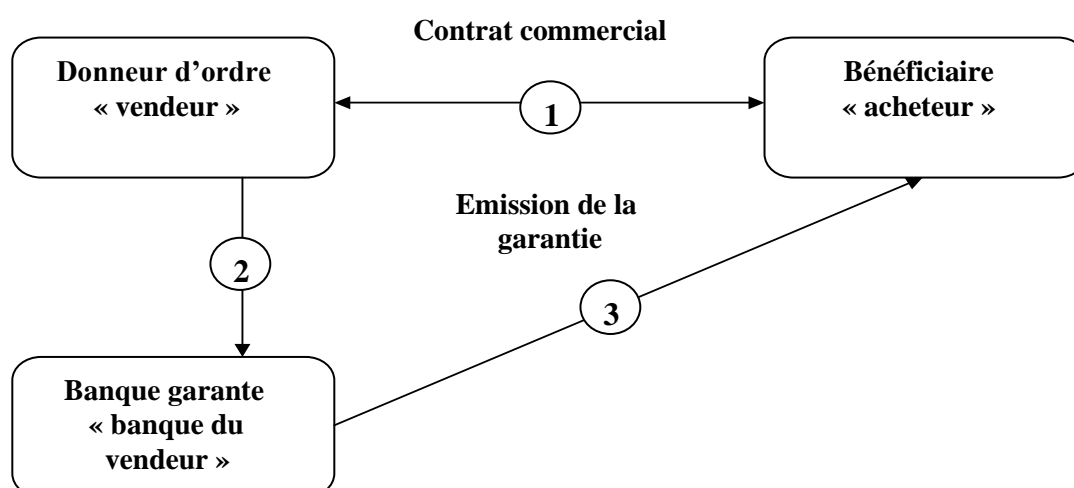 Contrat commercial
Donneur d’ordre
« vendeur »
Bénéficiaire
« acheteur »
1
Emission de la
garantie
2
3
Banque garante
« banque du
vendeur »